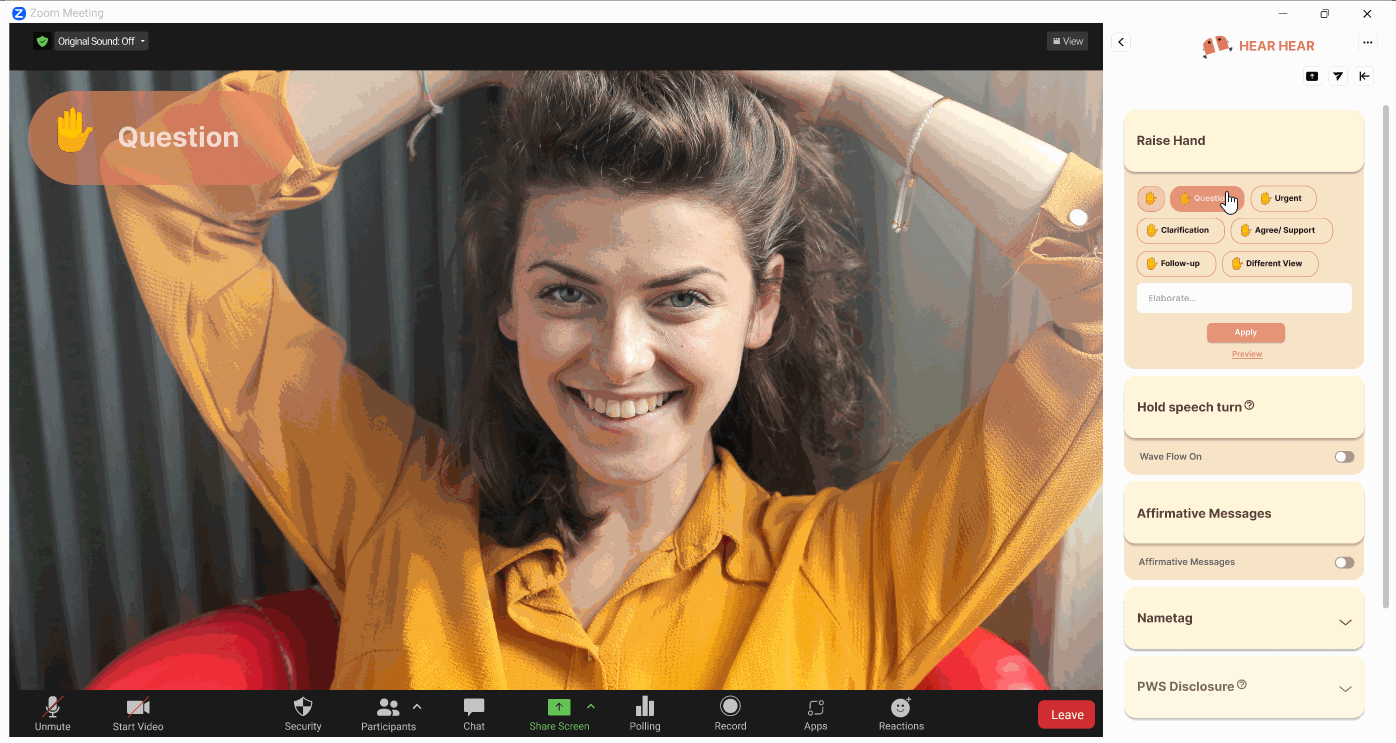 Zoom Meeting
Original Sound: Off
View
Question
HEAR HEAR
Raise Hand
Question
Urgent
Clarification
Agree/ Support
Follow-up
Different View
Elaborate...
Apply
Preview
Hold speech turn
Wave Flow On
Affirmative Messages
Affirmative Messages
Nametag
PWS Disclosure
Unmute
Start Video
Security
Participants
Chat
Share Screen
Polling
Record
Apps
Reactions
Leave